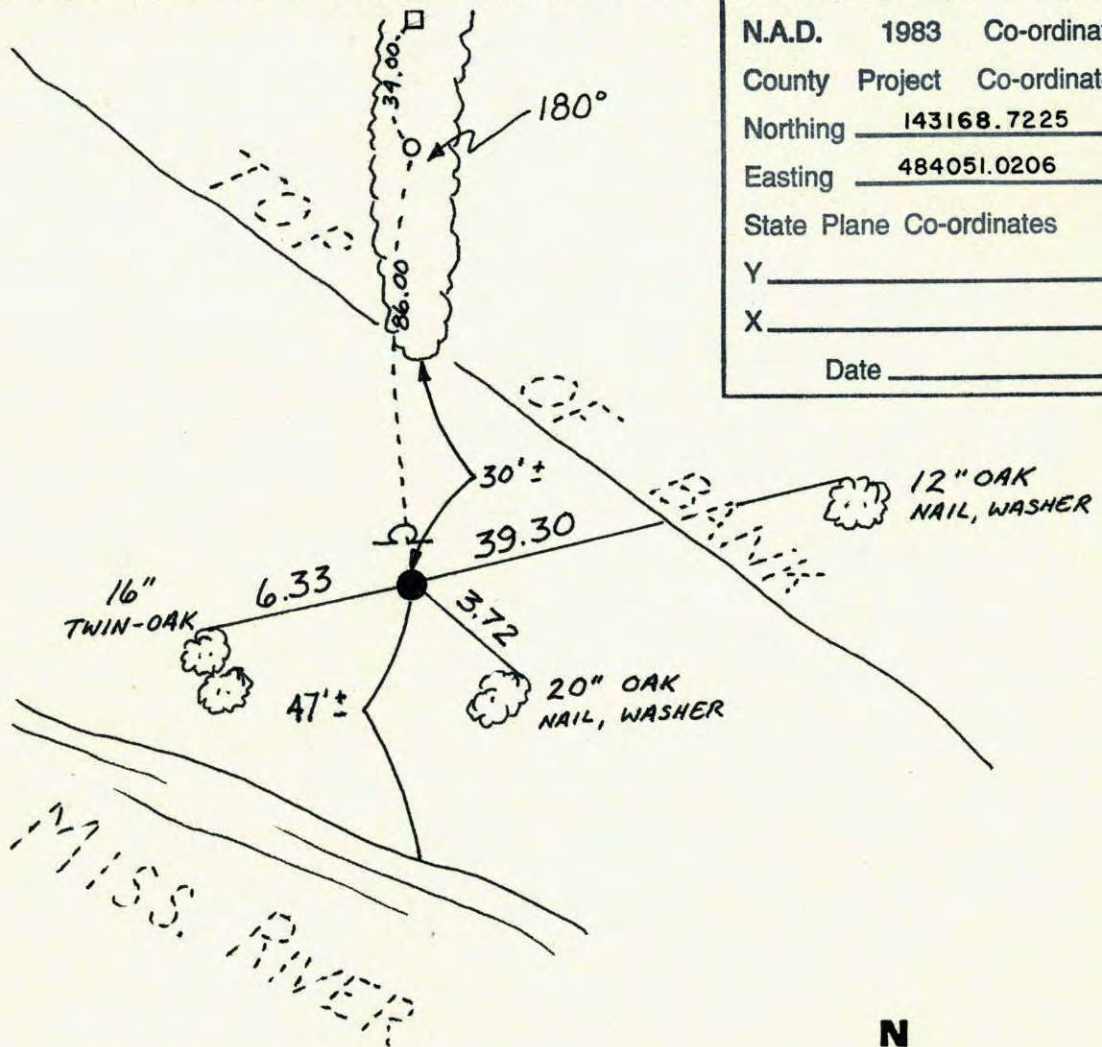 N.A.D. 1983 Co-ordinat
County Project Co-ordinat
Northing 143168.7225
Easting 484051.0206
State Plane Co-ordinates
Y
X
Date
34.00
180°
TOP
OF
BANK
86.00
30'±
12" OAK
NAIL, WASHER
39.30
16"
TWIN-OAK
6.33
3.72
20" OAK
NAIL, WASHER
47'±
MISS. RIVER
N